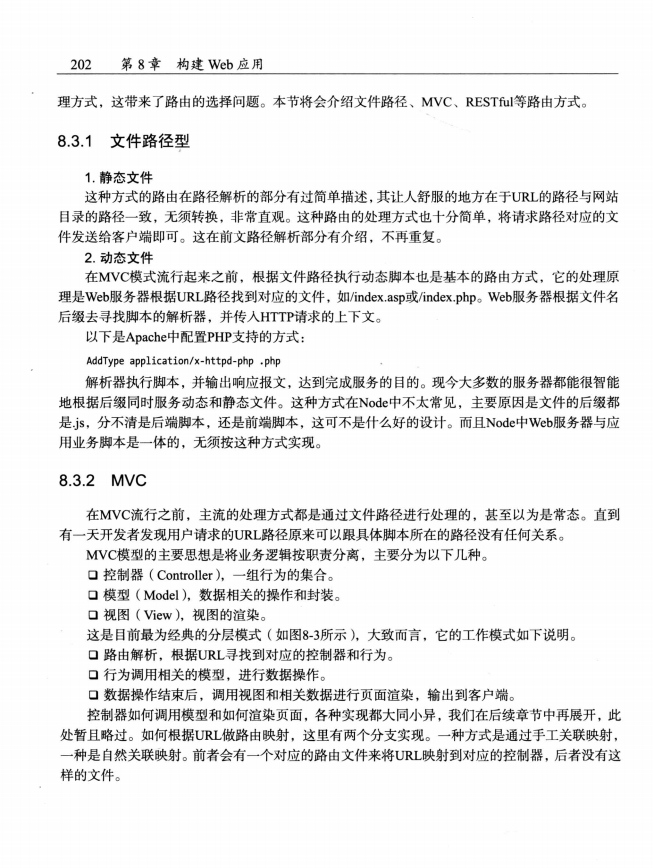 202 第 8 章 构建 Web 应用
理方式，这带来了路由的选择问题。本节将会介绍文件路径、MVC、RESTful等路由方式。
8.3.1 文件路径型
1. 静态文件
这种方式的路由在路径解析的部分有过简单描述，其让人舒服的地方在于URL的路径与网站
目录的路径一致，无须转换，非常直观。这种路由的处理方式也十分简单，将请求路径对应的文
件发送给客户端即可。这在前文路径解析部分有介绍，不再重复。
2. 动态文件
在MVC模式流行起来之前，根据文件路径执行动态脚本也是基本的路由方式，它的处理原
理是Web服务器根据URL路径找到对应的文件，如/index.asp或/index.php。Web服务器根据文件名
后缀去寻找脚本的解析器，并传入HTTP请求的上下文。
以下是Apache中配置PHP支持的方式：
AddType application/x-httpd-php .php
解析器执行脚本，并输出响应报文，达到完成服务的目的。现今大多数的服务器都能很智能
地根据后缀同时服务动态和静态文件。这种方式在Node中不太常见，主要原因是文件的后缀都
是.js，分不清是后端脚本，还是前端脚本，这可不是什么好的设计。而且Node中Web服务器与应
用业务脚本是一体的，无须按这种方式实现。
8.3.2 MVC
在MVC流行之前，主流的处理方式都是通过文件路径进行处理的，甚至以为是常态。直到
有一天开发者发现用户请求的URL路径原来可以跟具体脚本所在的路径没有任何关系。
MVC模型的主要思想是将业务逻辑按职责分离，主要分为以下几种。
❑ 控制器（Controller），一组行为的集合。
❑ 模型（Model），数据相关的操作和封装。
❑ 视图（View），视图的渲染。
这是目前最为经典的分层模式（如图8-3所示），大致而言，它的工作模式如下说明。
❑ 路由解析，根据URL寻找到对应的控制器和行为。
❑ 行为调用相关的模型，进行数据操作。
❑ 数据操作结束后，调用视图和相关数据进行页面渲染，输出到客户端。
控制器如何调用模型和如何渲染页面，各种实现都大同小异，我们在后续章节中再展开，此
处暂且略过。如何根据URL做路由映射，这里有两个分支实现。一种方式是通过手工关联映射，
一种是自然关联映射。前者会有一个对应的路由文件来将URL映射到对应的控制器，后者没有这
样的文件。